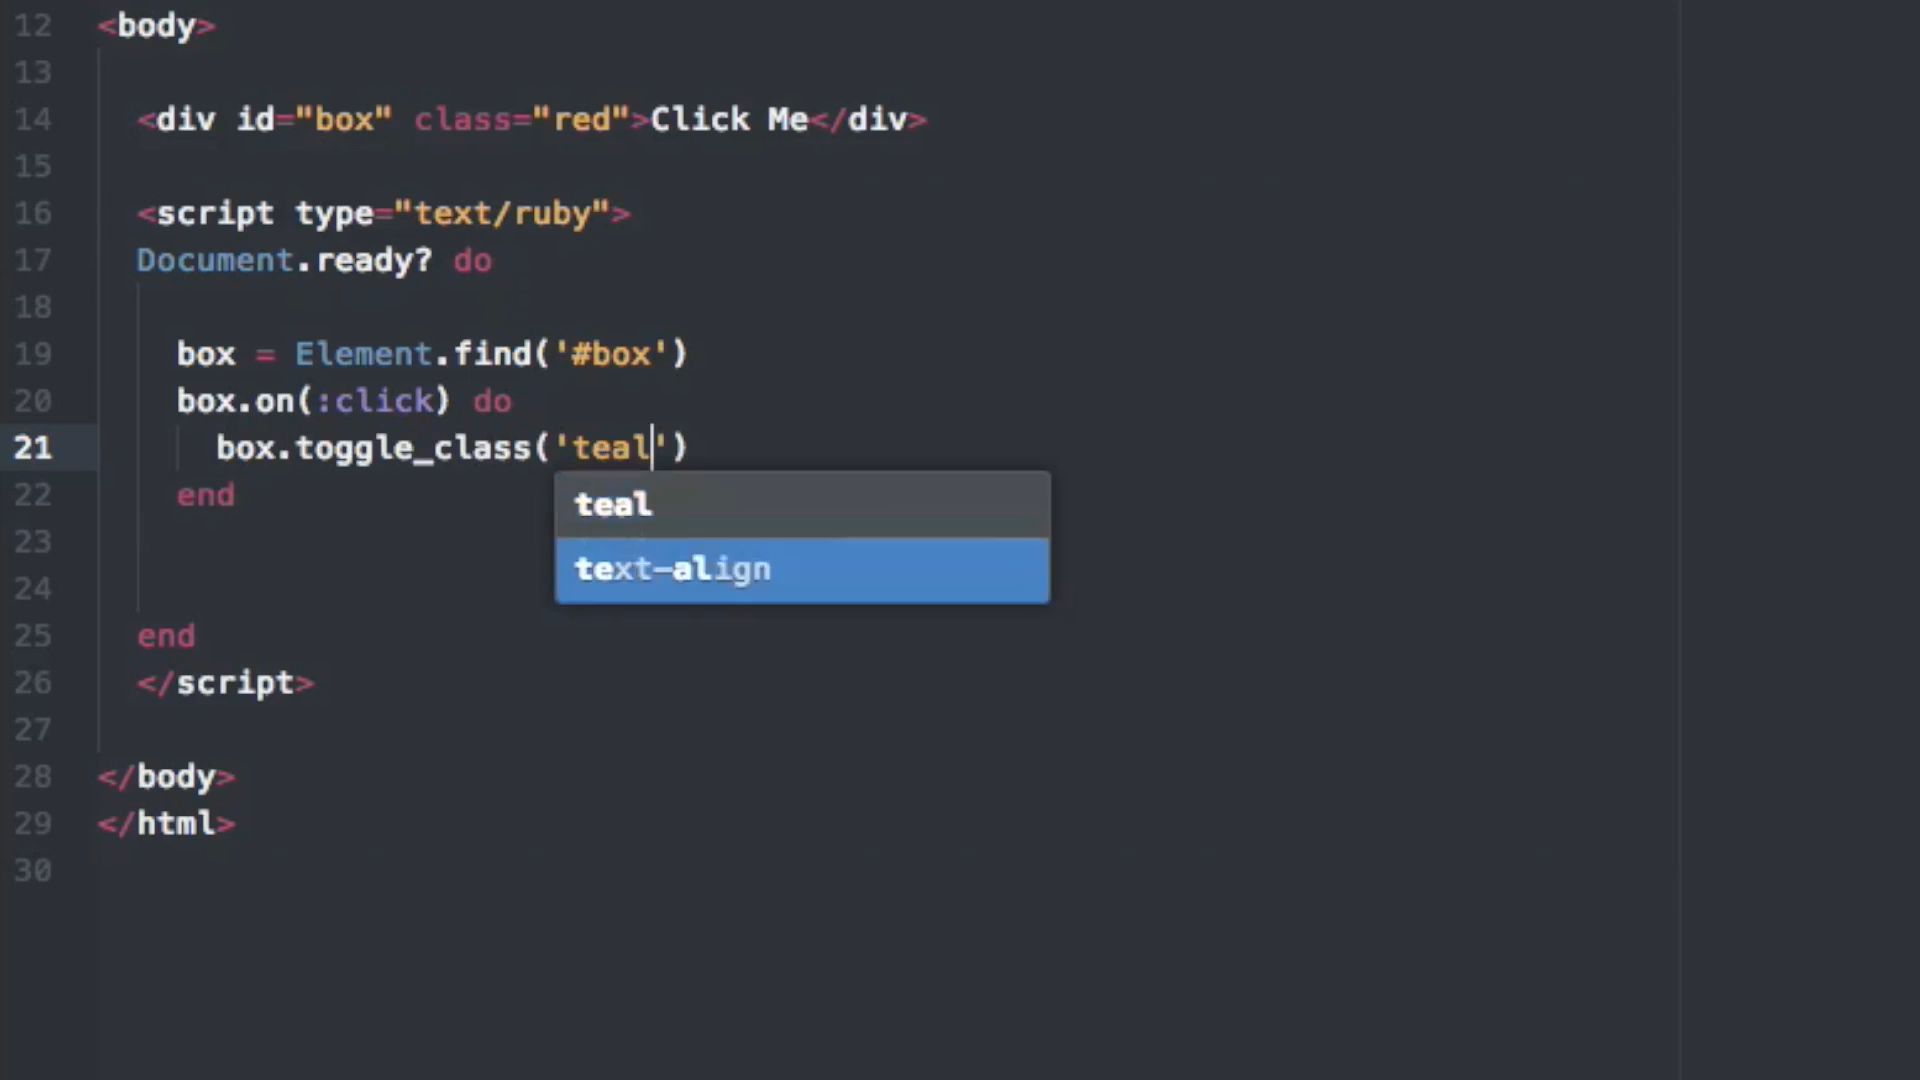 12 <body>
13
14 <div id="box" class="red">Click Me</div>
15
16 <script type="text/ruby">
17 Document.ready? do
18
19 box = Element.find('#box')
20 box.on(:click) do
21 box.toggle_class('teal')
teal
22 end
text-align
23
24
25 end
26 </script>
27
28 </body>
29 </html>
30